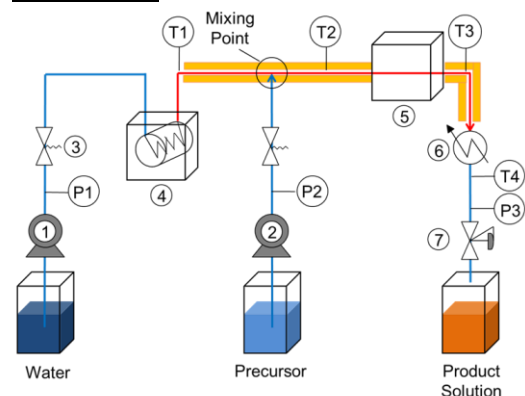 Mixing
Point
T1
T2
T3
5
3
4
6
P1
P2
T4
P3
1
2
7
Water
Precursor
Product
Solution